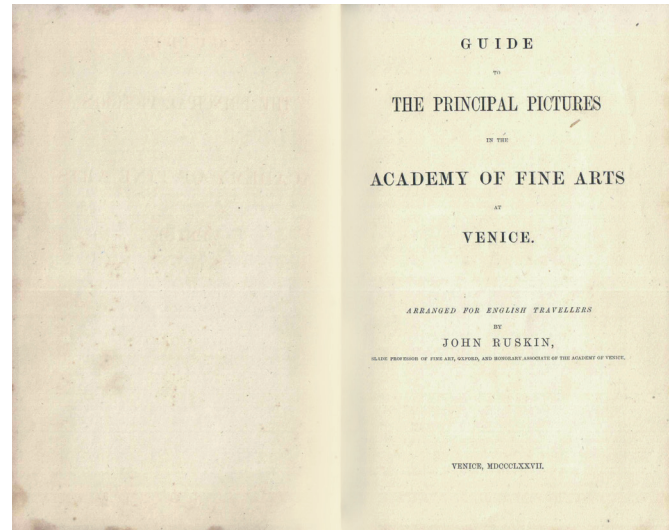 GUIDE
TO
THE PRINCIPAL PICTURES
IN THE
ACADEMY OF FINE ARTS
AT
VENICE.
ARRANGED FOR ENGLISH TRAVELLERS
BY
JOHN RUSKIN,
SLADE PROFESSOR OF FINE ART, OXFORD, AND HONORARY ASSOCIATE OF THE ACADEMY OF VENICE.
VENICE, MDCCCLXXVII.